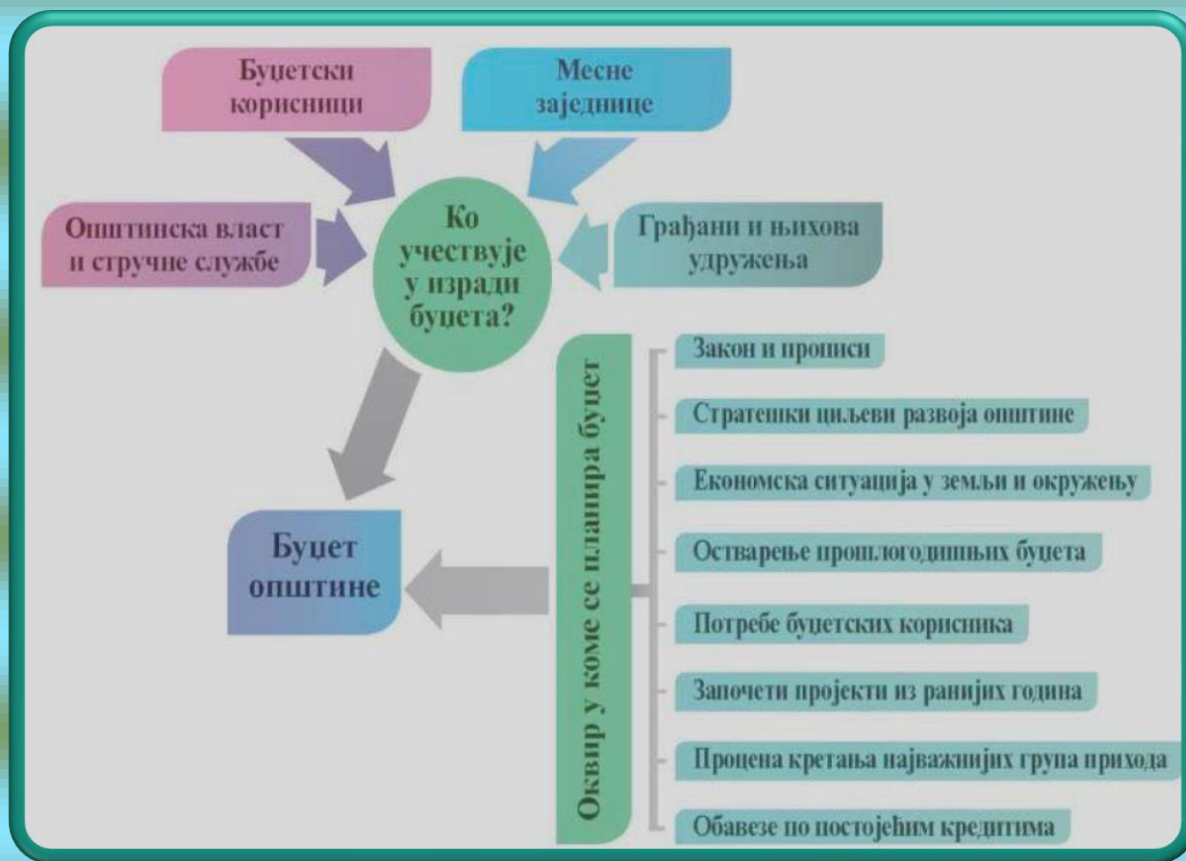 Буџетски
корисници
Месне
заједнице
Општинска власт
и стручне службе
Ко
учествује
у изради
буџета?
Грађани и њихова
удружења
Буџет
општине
Оквир у коме се планира буџет
Закон и прописи
Стратешки циљеви развоја општине
Економска ситуација у земљи и окружењу
Остварење прошлогодишњих буџета
Потребе буџетских корисника
Започети пројекти из ранијих година
Процена кретања најважнијих група прихода
Обавезе по постојећим кредитима